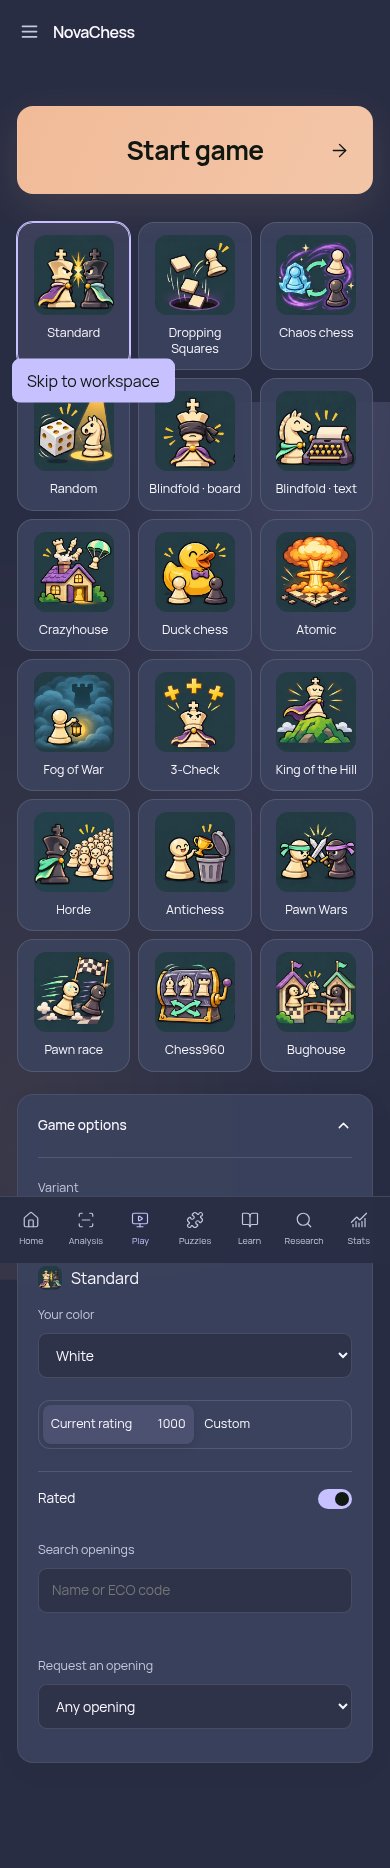 NovaChess
Start game
Standard
Dropping
Squares
Chaos chess
Skip to workspace
Random
Blindfold · board
Blindfold · text
Crazyhouse
Duck chess
Atomic
Fog of War
3-Check
King of the Hill
Horde
Antichess
Pawn Wars
Pawn race
Chess960
Bughouse
Game options
Variant
Home
Analysis
Play
Puzzles
Learn
Research
Stats
Standard
Your color
White
Current rating 1000
Custom
Rated
Search openings
Name or ECO code
Request an opening
Any opening